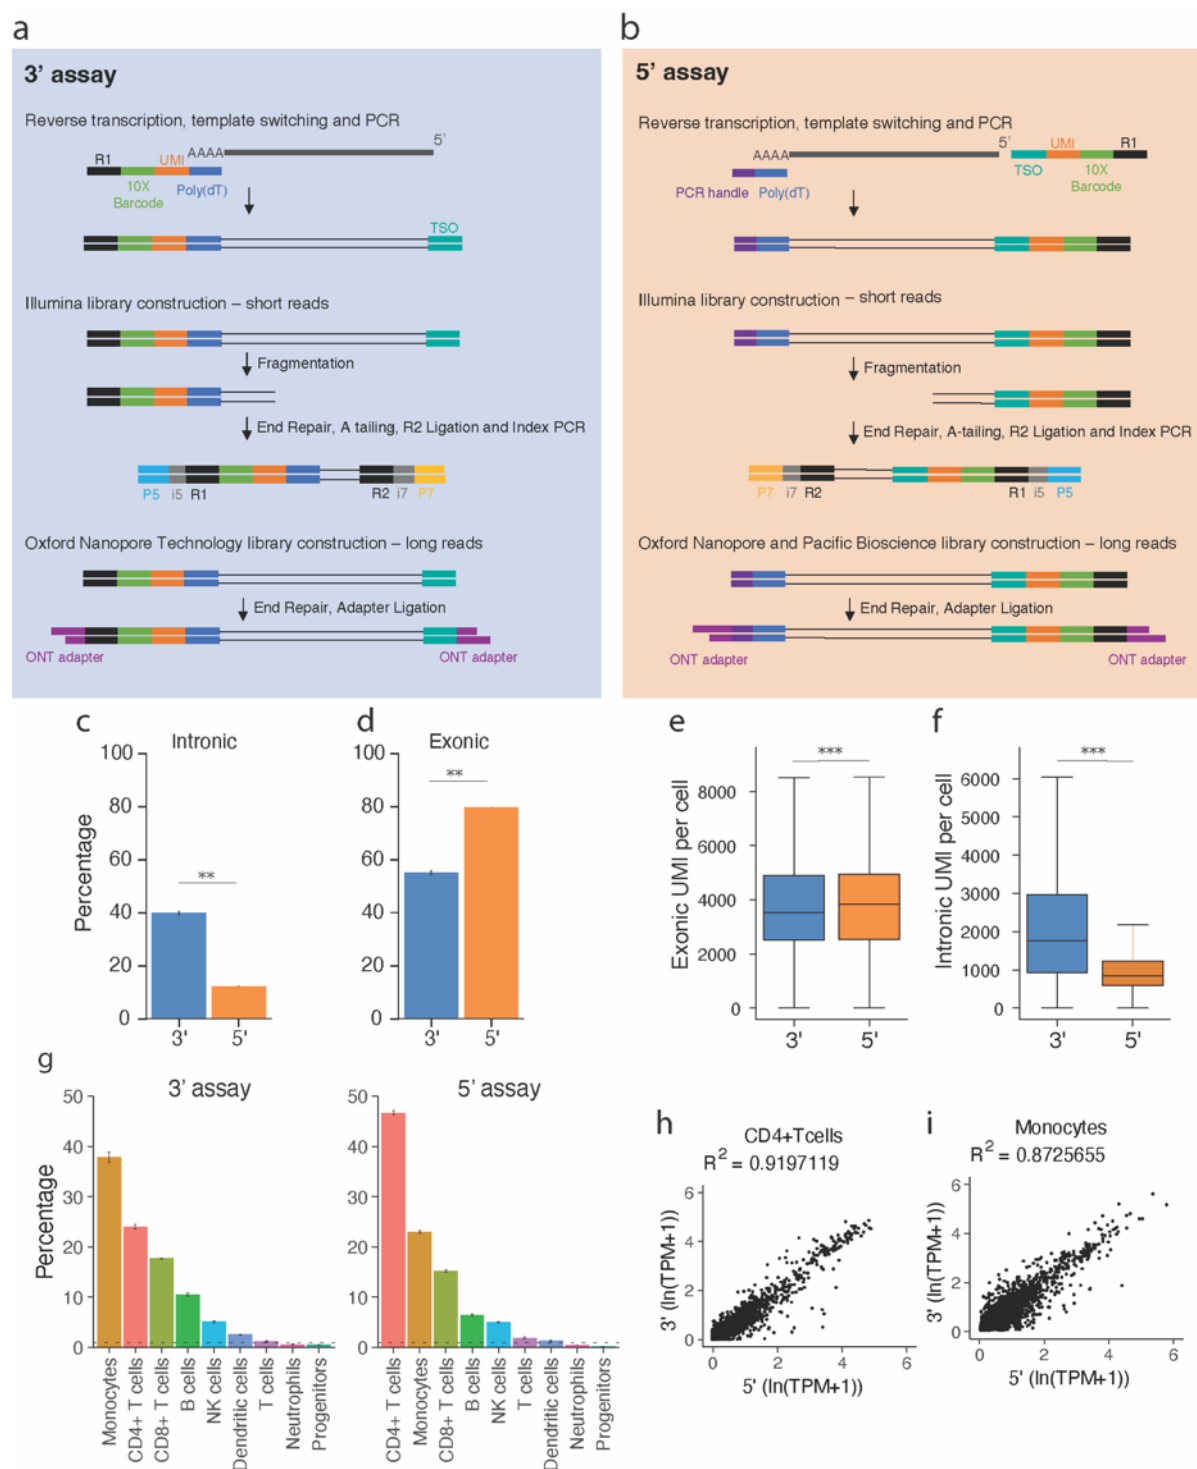 a
3’ assay
Reverse transcription, template switching and PCR
5’
AAAA
R1
UMI
10X
Barcode
Poly(dT)
TSO
Illumina library construction – short reads
Fragmentation
End Repair, A tailing, R2 Ligation and Index PCR
P5 i5 R1 R2 i7 P7
Oxford Nanopore Technology library construction – long reads
End Repair, Adapter Ligation
ONT adapter ONT adapter
b
5’ assay
Reverse transcription, template switching and PCR
AAAA
5’
UMI
R1
TSO
10X
Barcode
PCR handle
Poly(dT)
Illumina library construction – short reads
Fragmentation
End Repair, A-tailing, R2 Ligation and Index PCR
P7 i7 R2 R1 i5 P5
Oxford Nanopore and Pacific Bioscience library construction – long reads
End Repair, Adapter Ligation
ONT adapter ONT adapter
c
Intronic
Percentage
100
80
60
40
20
0
**
3' 5'
d
Exonic
100
80
60
40
20
0
**
3' 5'
e
Exonic UMI per cell
8000
6000
4000
2000
0
***
3' 5'
f
Intronic UMI per cell
6000
5000
4000
3000
2000
1000
0
***
3' 5'
g
3’ assay
Percentage
50
40
30
20
10
0
Monocytes
CD4+ T cells
CD8+ T cells
B cells
NK cells
Dendritic cells
T cells
Neutrophils
Progenitors
5’ assay
50
40
30
20
10
0
CD4+ T cells
Monocytes
CD8+ T cells
B cells
NK cells
T cells
Dendritic cells
Neutrophils
Progenitors
h
CD4+Tcells
R2 = 0.9197119
3' (ln(TPM+1))
6
4
2
0
0 2 4 6
5' (ln(TPM+1))
i
Monocytes
R2 = 0.8725655
3' (ln(TPM+1))
6
4
2
0
0 2 4 6
5' (ln(TPM+1))